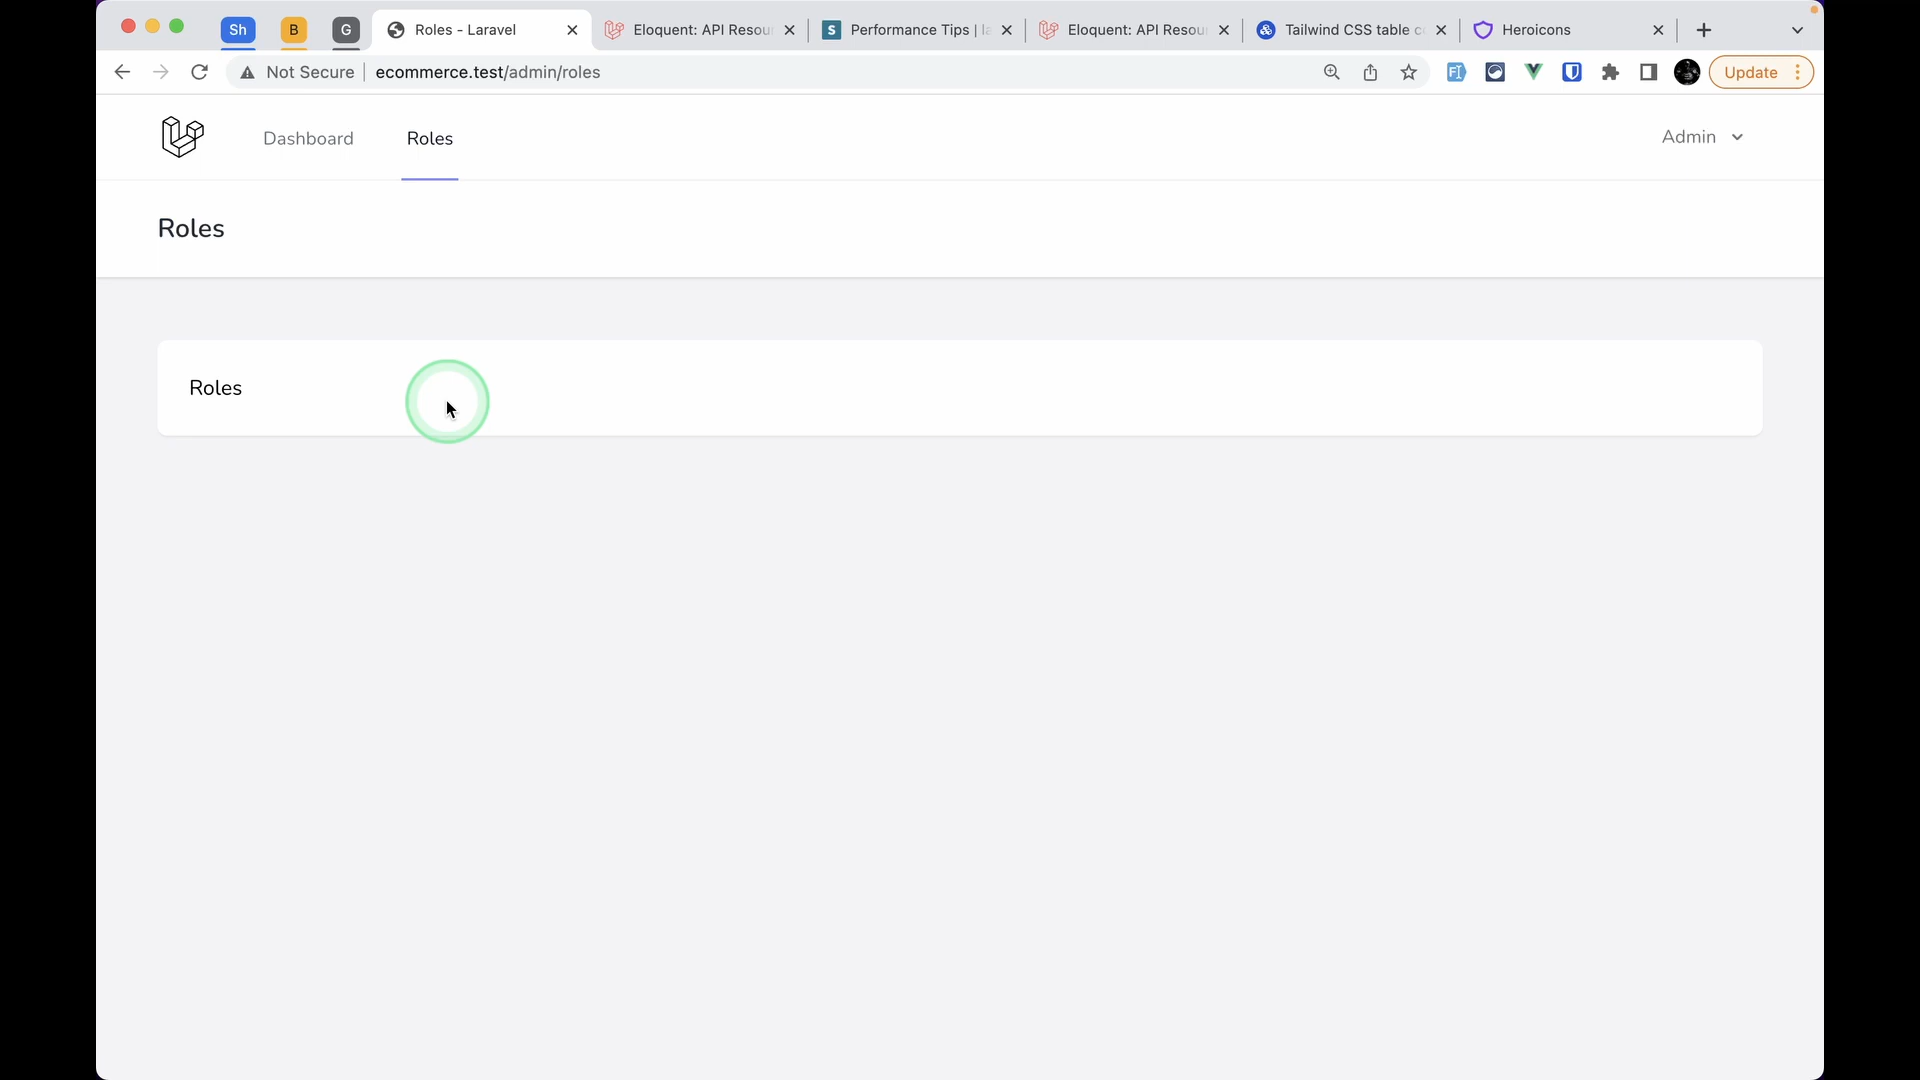 Sh
B
G
Roles - Laravel
Eloquent: API Resou
Performance Tips | la
Eloquent: API Resou
Tailwind CSS table c
Heroicons
Not Secure
ecommerce.test/admin/roles
Update
Dashboard
Roles
Admin
Roles
Roles